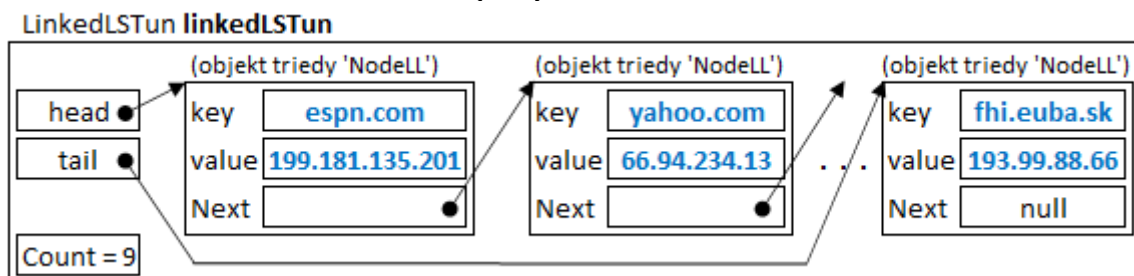 LinkedLSTun linkedLSTun
(objekt triedy 'NodeLL') (objekt triedy 'NodeLL') (objekt triedy 'NodeLL')
head key espn.com key yahoo.com key fhi.euba.sk
tail value 199.181.135.201 value 66.94.234.13 . . . value 193.99.88.66
Next Next Next null
Count = 9